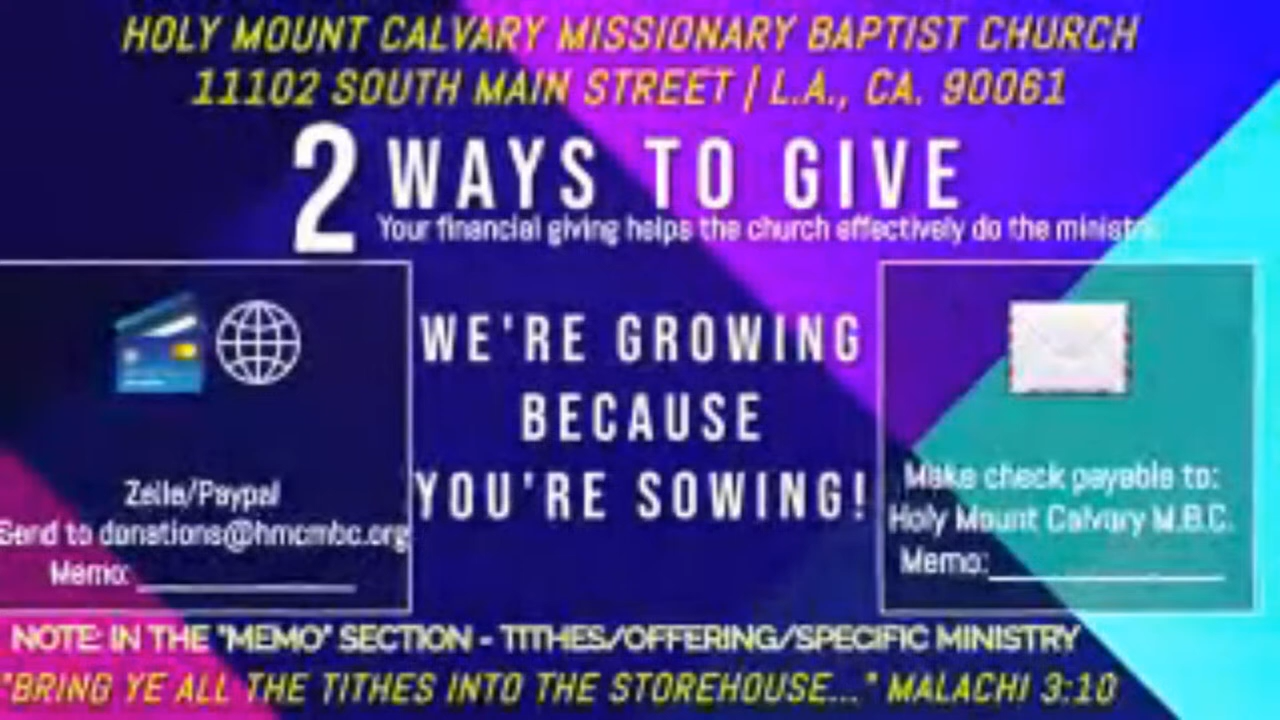 HOLY MOUNT CALVARY MISSIONARY BAPTIST CHURCH
11102 SOUTH MAIN STREET | L.A., CA. 90061
2 WAYS TO GIVE
Your financial giving helps the church effectively do the ministry.
WE'RE GROWING
BECAUSE
YOU'RE SOWING!
Zelle/Paypal
Send to donations@hmcmbc.org
Memo:
Make check payable to:
Holy Mount Calvary M.B.C.
Memo:
NOTE: IN THE "MEMO" SECTION - TITHES/OFFERING/SPECIFIC MINISTRY
"BRING YE ALL THE TITHES INTO THE STOREHOUSE..." MALACHI 3:10